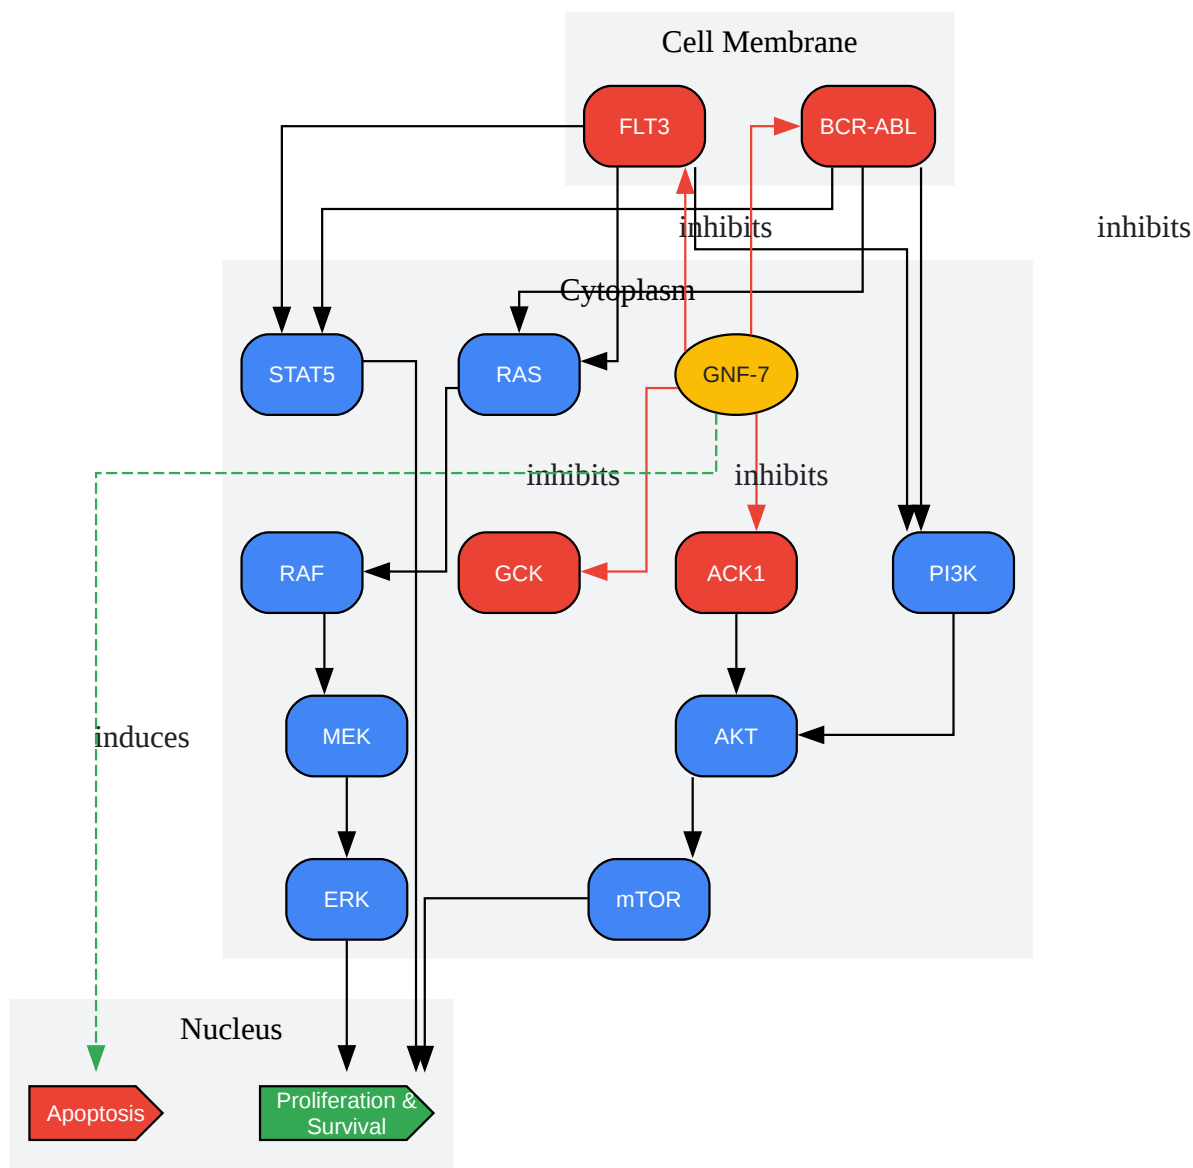 Cell Membrane
FLT3
BCR-ABL
inhibits
inhibits
Cytoplasm
STAT5
RAS
GNF-7
inhibits
inhibits
RAF
GCK
ACK1
PI3K
induces
MEK
AKT
ERK
mTOR
Nucleus
Apoptosis
Proliferation &
Survival